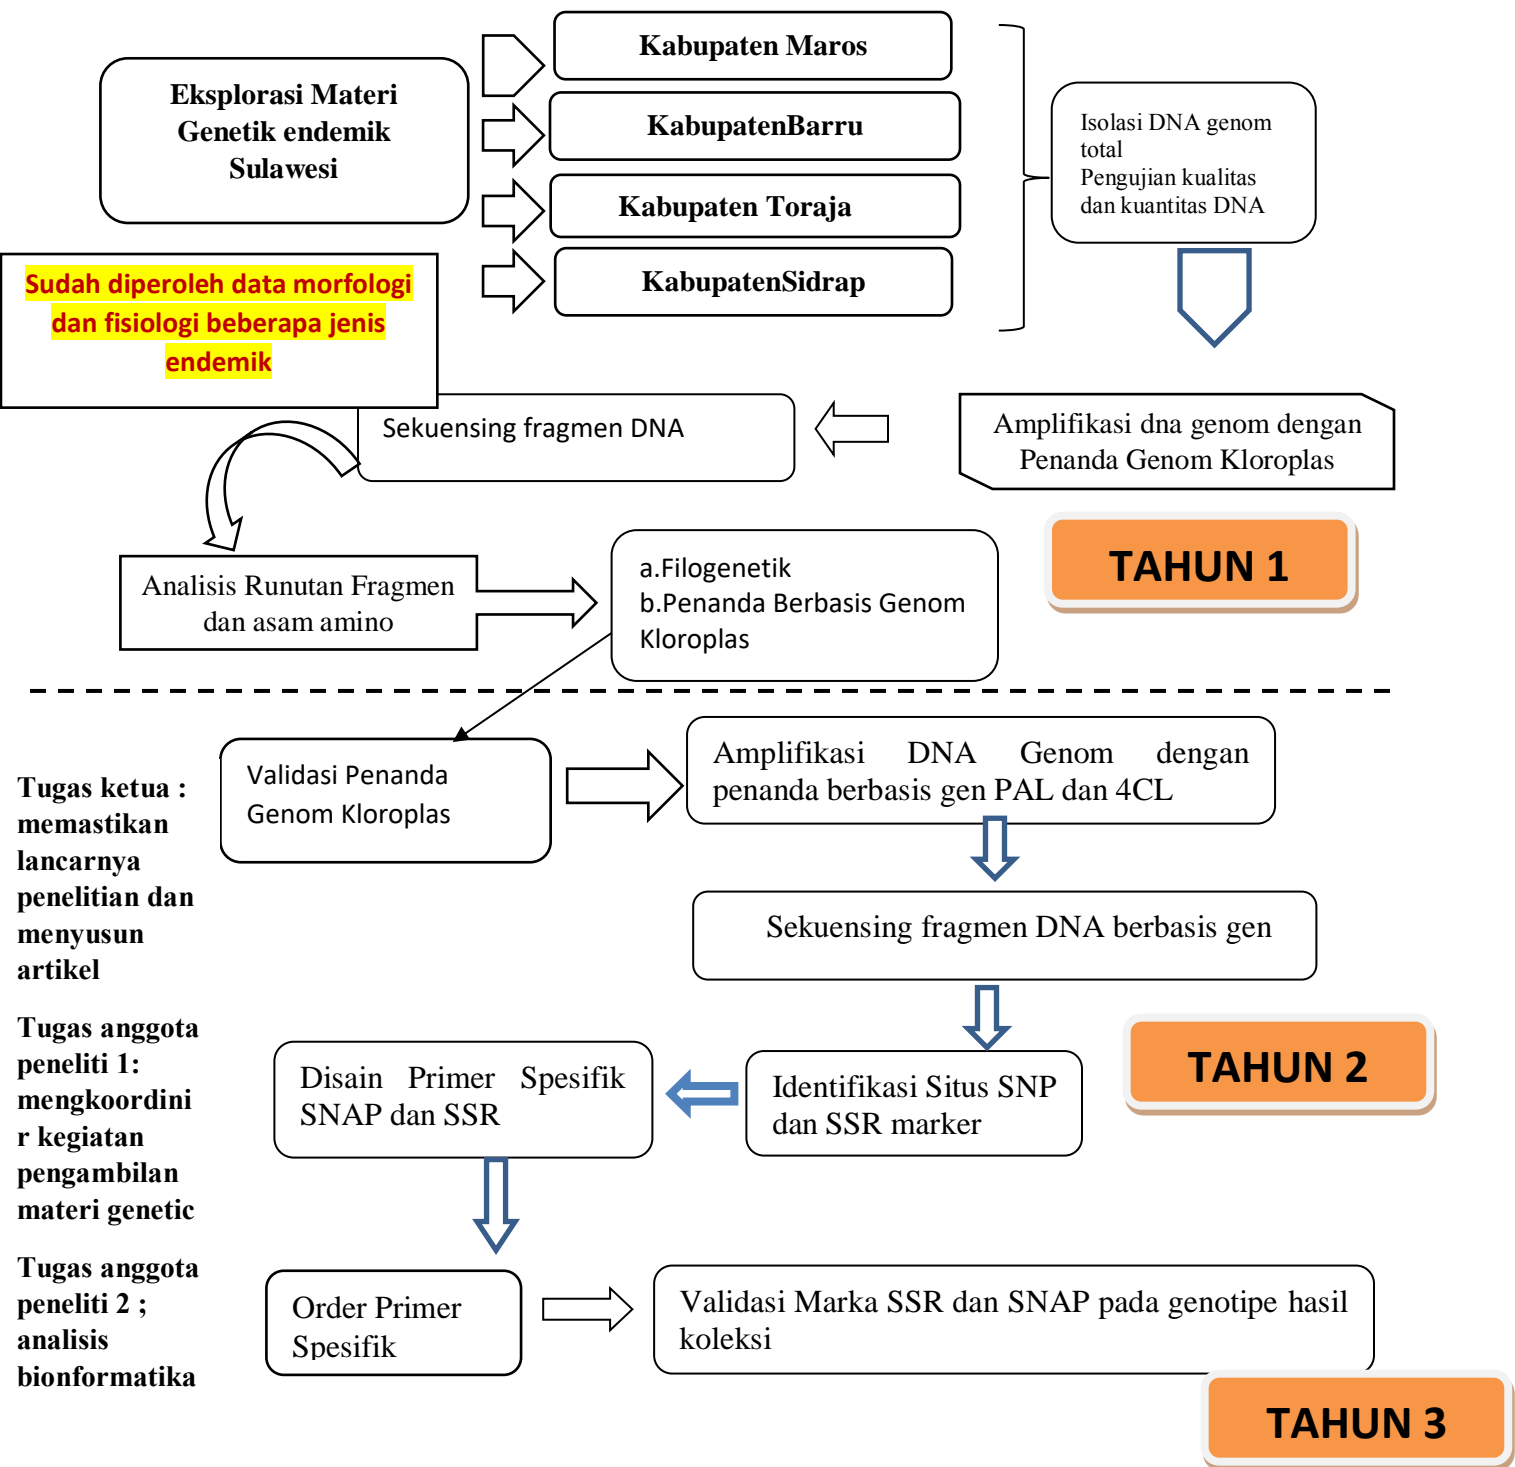 Eksplorasi Materi
Genetik endemik
Sulawesi
Kabupaten Maros
KabupatenBarru
Kabupaten Toraja
KabupatenSidrap
Isolasi DNA genom
total
Pengujian kualitas
dan kuantitas DNA
Sudah diperoleh data morfologi
dan fisiologi beberapa jenis
endemik
Amplifikasi dna genom dengan
Penanda Genom Kloroplas
Sekuensing fragmen DNA
TAHUN 1
Analisis Runutan Fragmen
dan asam amino
a.Filogenetik
b.Penanda Berbasis Genom
Kloroplas
Validasi Penanda
Genom Kloroplas
Amplifikasi DNA Genom dengan
penanda berbasis gen PAL dan 4CL
Sekuensing fragmen DNA berbasis gen
TAHUN 2
Identifikasi Situs SNP
dan SSR marker
Disain Primer Spesifik
SNAP dan SSR
Order Primer
Spesifik
Validasi Marka SSR dan SNAP pada genotipe hasil
koleksi
TAHUN 3
Tugas ketua :
memastikan
lancarnya
penelitian dan
menyusun
artikel
Tugas anggota
peneliti 1:
mengkoordini
r kegiatan
pengambilan
materi genetic
Tugas anggota
peneliti 2 ;
analisis
bionformatika